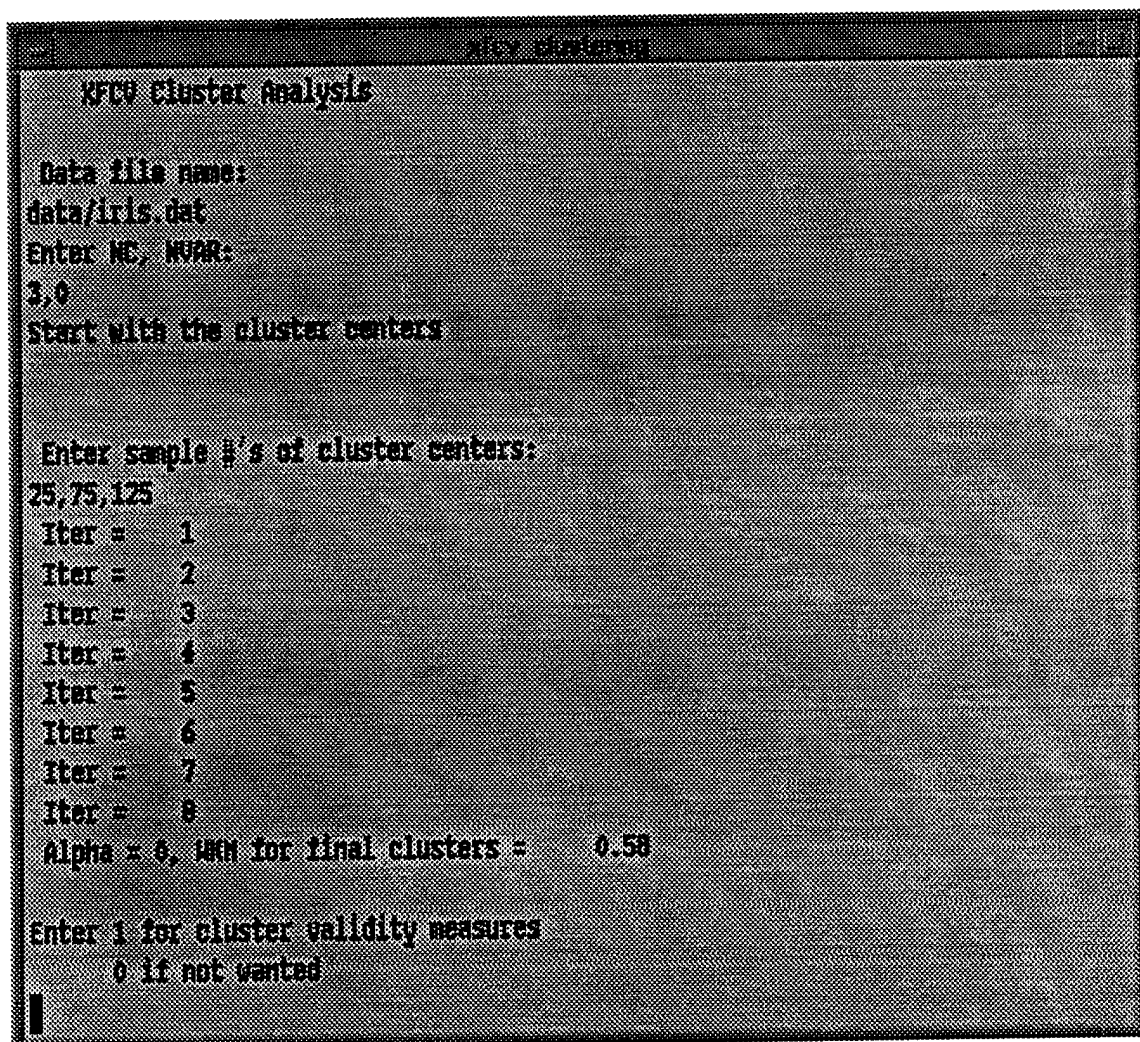 xfcv clustering
XFCV Cluster Analysis
Data file name:
data/iris.dat
Enter NC, NVAR:
3,0
Start with the cluster centers
Enter sample #'s of cluster centers:
25,75,125
Iter = 1
Iter = 2
Iter = 3
Iter = 4
Iter = 5
Iter = 6
Iter = 7
Iter = 8
Alpha = 0, for final clusters = 0.58
Enter 1 for cluster validity measures
0 if not wanted